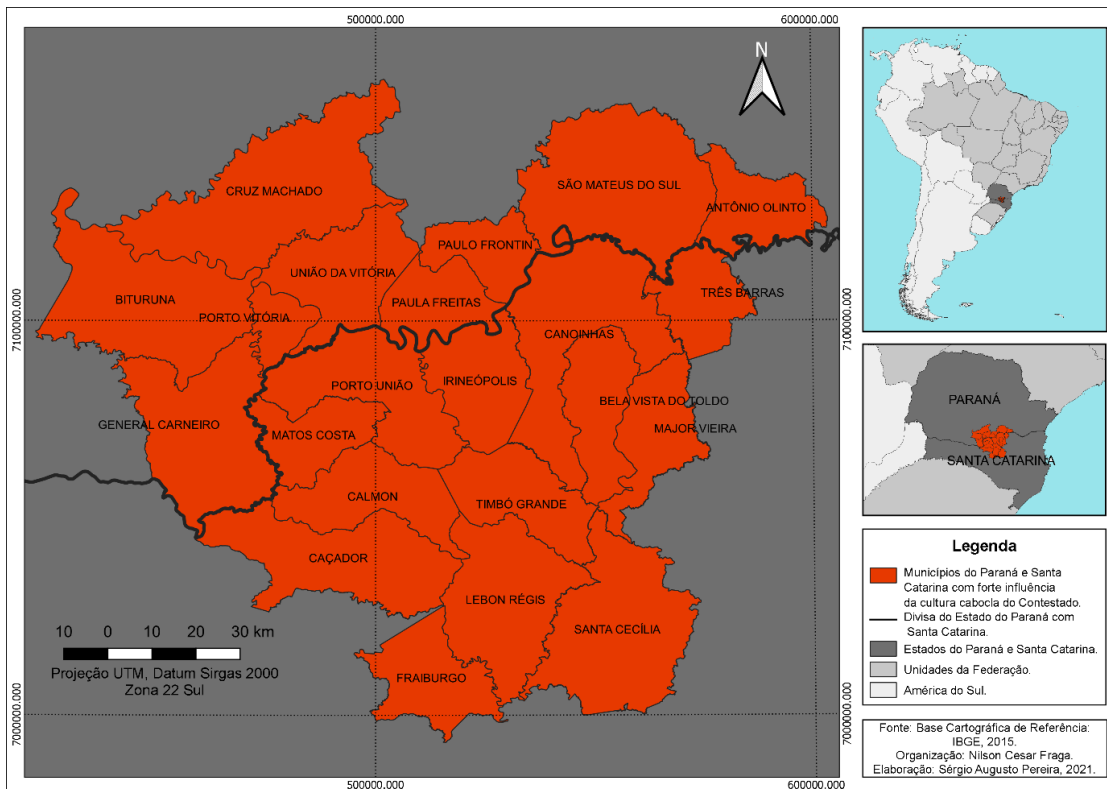 500000.000
600000.000
N
CRUZ MACHADO
SÃO MATEUS DO SUL
ANTÔNIO OLINTO
PAULO FRONTIN
UNIÃO DA VITÓRIA
BITURUNA
PAULA FREITAS
TRÊS BARRAS
PORTO VITÓRIA
CANOINHAS
7100000.000
7100000.000
PORTO UNIÃO
IRINEÓPOLIS
BELA VISTA DO TOLDO
GENERAL CARNEIRO
MATOS COSTA
MAJOR VIEIRA
CALMON
TIMBÓ GRANDE
CAÇADOR
LEBON RÉGIS
SANTA CECÍLIA
FRAIBURGO
10 0 10 20 30 km
Projeção UTM, Datum Sirgas 2000
Zona 22 Sul
7000000.000
7000000.000
500000.000
600000.000
PARANÁ
SANTA CATARINA
Legenda
Municípios do Paraná e Santa
Catarina com forte influência
da cultura cabocla do Contestado.
Divisa do Estado do Paraná com
Santa Catarina.
Estados do Paraná e Santa Catarina.
Unidades da Federação.
América do Sul.
Fonte: Base Cartográfica de Referência:
IBGE, 2015.
Organização: Nilson Cesar Fraga.
Elaboração: Sérgio Augusto Pereira, 2021.